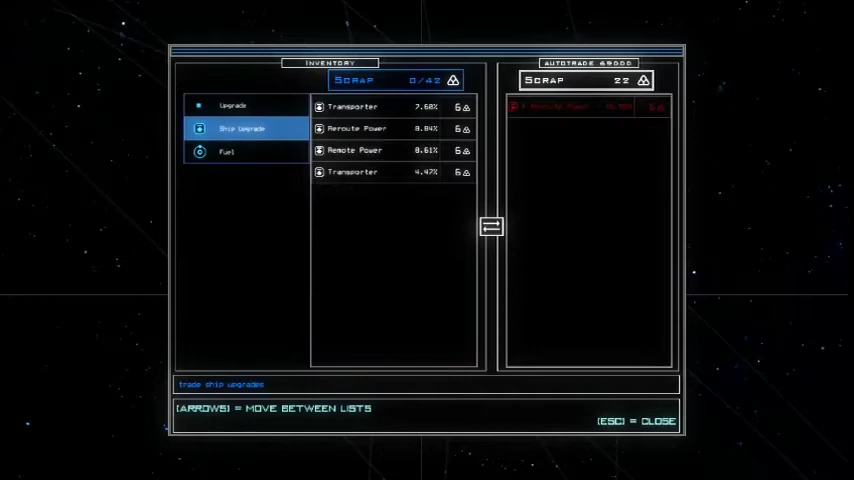 INVENTORY
SCRAP 0/42
Upgrade
Ship Upgrade
Fuel
Transporter 7.60% 6
Reroute Power 8.84% 6
Remote Power 8.61% 6
Transporter 4.47% 6
AUTOTRADE 69000
SCRAP 22
Reroute Power
trade ship upgrades
[ARROWS] = MOVE BETWEEN LISTS
[ESC] = CLOSE